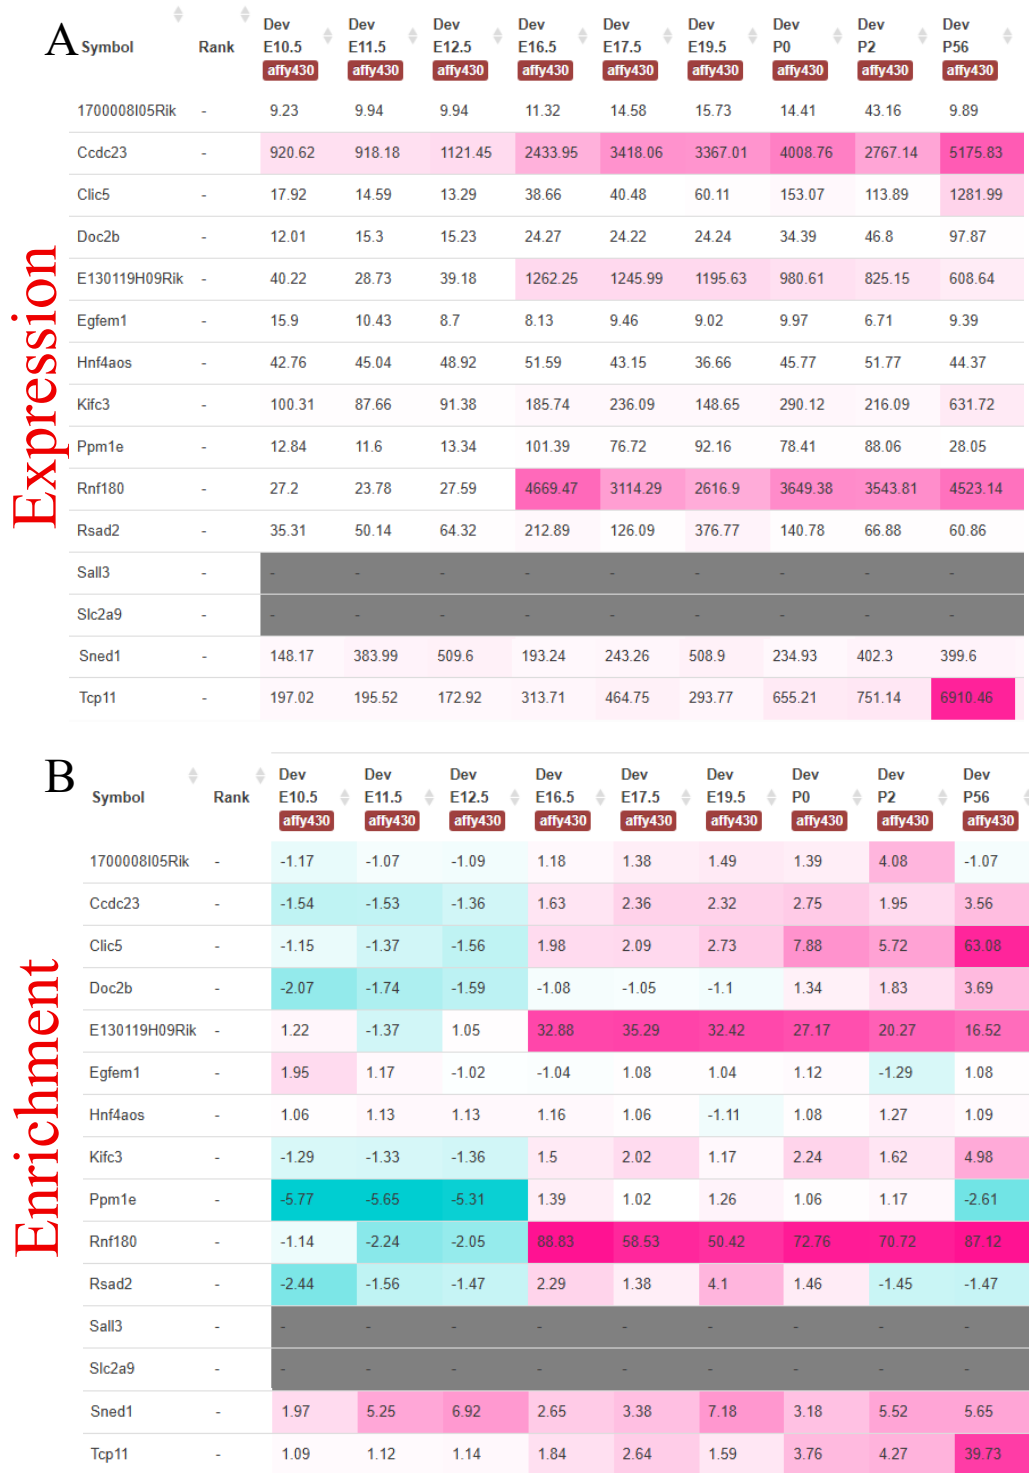 A Symbol Rank Dev E10.5 affy430 Dev E11.5 affy430 Dev E12.5 affy430 Dev E16.5 affy430 Dev E17.5 affy430 Dev E19.5 affy430 Dev P0 affy430 Dev P2 affy430 Dev P56 affy430
1700008I05Rik - 9.23 9.94 9.94 11.32 14.58 15.73 14.41 43.16 9.89
Ccdc23 - 920.62 918.18 1121.45 2433.95 3418.06 3367.01 4008.76 2767.14 5175.83
Clic5 - 17.92 14.59 13.29 38.66 40.48 60.11 153.07 113.89 1281.99
Doc2b - 12.01 15.3 15.23 24.27 24.22 24.24 34.39 46.8 97.87
E130119H09Rik - 40.22 28.73 39.18 1262.25 1245.99 1195.63 980.61 825.15 608.64
Egfem1 - 15.9 10.43 8.7 8.13 9.46 9.02 9.97 6.71 9.39
Hnf4aos - 42.76 45.04 48.92 51.59 43.15 36.66 45.77 51.77 44.37
Kifc3 - 100.31 87.66 91.38 185.74 236.09 148.65 290.12 216.09 631.72
Ppm1e - 12.84 11.6 13.34 101.39 76.72 92.16 78.41 88.06 28.05
Rnf180 - 27.2 23.78 27.59 4669.47 3114.29 2616.9 3649.38 3543.81 4523.14
Rsad2 - 35.31 50.14 64.32 212.89 126.09 376.77 140.78 66.88 60.86
Sall3 - - - - - - - - - -
Slc2a9 - - - - - - - - - -
Sned1 - 148.17 383.99 509.6 193.24 243.26 508.9 234.93 402.3 399.6
Tcp11 - 197.02 195.52 172.92 313.71 464.75 293.77 655.21 751.14 6910.46
Expression
B Symbol Rank Dev E10.5 affy430 Dev E11.5 affy430 Dev E12.5 affy430 Dev E16.5 affy430 Dev E17.5 affy430 Dev E19.5 affy430 Dev P0 affy430 Dev P2 affy430 Dev P56 affy430
1700008I05Rik - -1.17 -1.07 -1.09 1.18 1.38 1.49 1.39 4.08 -1.07
Ccdc23 - -1.54 -1.53 -1.36 1.63 2.36 2.32 2.75 1.95 3.56
Clic5 - -1.15 -1.37 -1.56 1.98 2.09 2.73 7.88 5.72 63.08
Doc2b - -2.07 -1.74 -1.59 -1.08 -1.05 -1.1 1.34 1.83 3.69
E130119H09Rik - 1.22 -1.37 1.05 32.88 35.29 32.42 27.17 20.27 16.52
Egfem1 - 1.95 1.17 -1.02 -1.04 1.08 1.04 1.12 -1.29 1.08
Hnf4aos - 1.06 1.13 1.13 1.16 1.06 -1.11 1.08 1.27 1.09
Kifc3 - -1.29 -1.33 -1.36 1.5 2.02 1.17 2.24 1.62 4.98
Ppm1e - -5.77 -5.65 -5.31 1.39 1.02 1.26 1.06 1.17 -2.61
Rnf180 - -1.14 -2.24 -2.05 88.83 58.53 50.42 72.76 70.72 87.12
Rsad2 - -2.44 -1.56 -1.47 2.29 1.38 4.1 1.46 -1.45 -1.47
Sall3 - - - - - - - - - -
Slc2a9 - - - - - - - - - -
Sned1 - 1.97 5.25 6.92 2.65 3.38 7.18 3.18 5.52 5.65
Tcp11 - 1.09 1.12 1.14 1.84 2.64 1.59 3.76 4.27 39.73
Enrichment